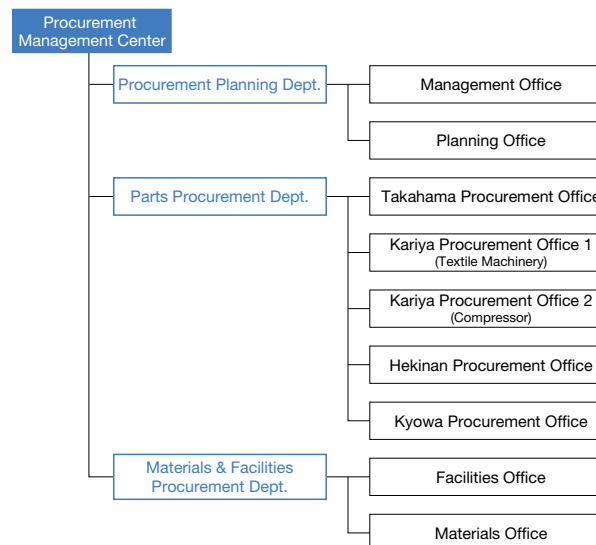 Procurement
Management Center
Procurement Planning Dept.
Management Office
Planning Office
Parts Procurement Dept.
Takahama Procurement Office
Kariya Procurement Office 1
(Textile Machinery)
Kariya Procurement Office 2
(Compressor)
Hekinan Procurement Office
Kyowa Procurement Office
Materials & Facilities
Procurement Dept.
Facilities Office
Materials Office